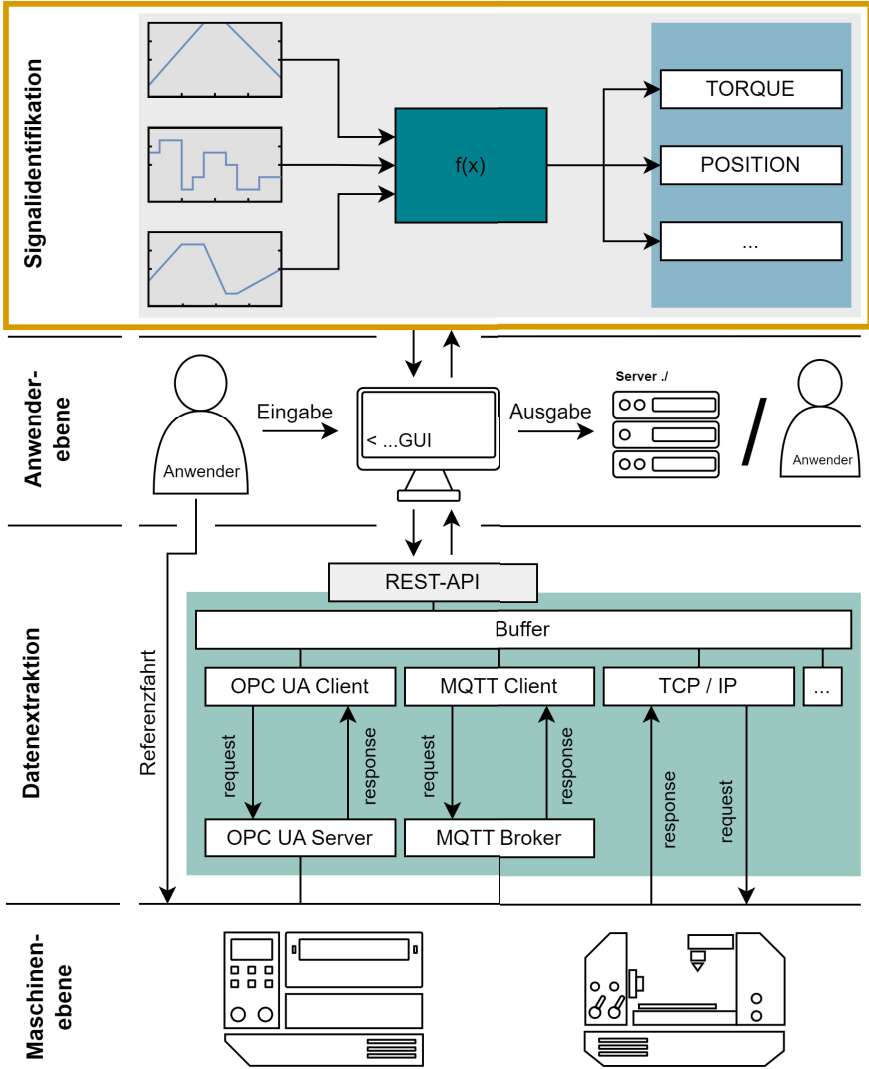 Signalidentifikation
f(x)
TORQUE
POSITION
...
Anwender-
ebene
Anwender
Eingabe
< ...GUI
Ausgabe
Server ./
/
Anwender
Datenextraktion
Referenzfahrt
REST-API
Buffer
OPC UA Client
MQTT Client
TCP / IP
...
request
response
request
response
response
request
OPC UA Server
MQTT Broker
Maschinen-
ebene